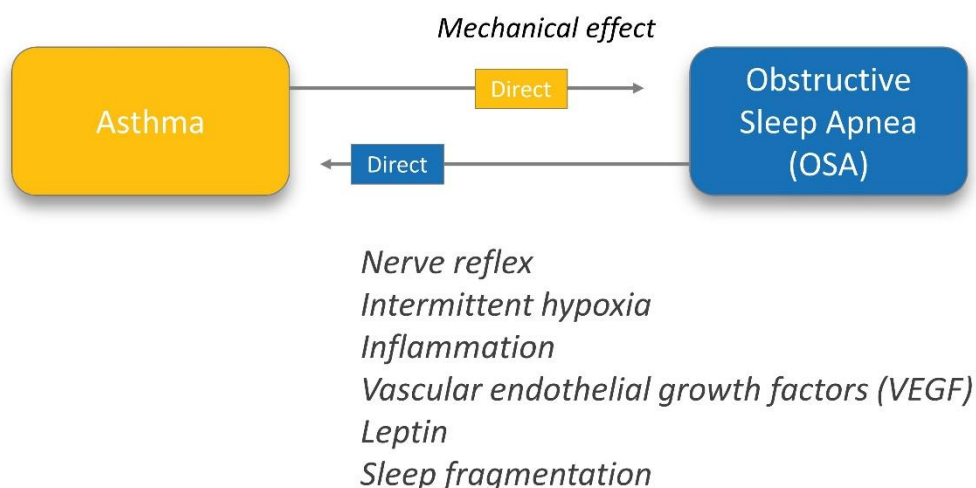 Mechanical effect
Asthma
Direct
Obstructive
Sleep Apnea
(OSA)
Direct
Nerve reflex
Intermittent hypoxia
Inflammation
Vascular endothelial growth factors (VEGF)
Leptin
Sleep fragmentation